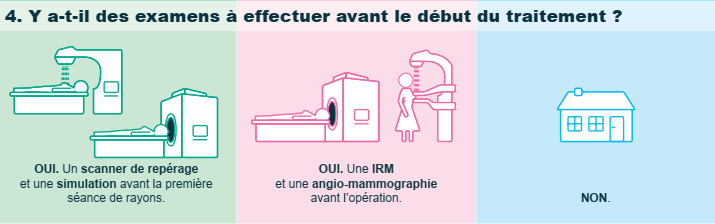 4. Y a-t-il des examens à effectuer avant le début du traitement ?
OUI. Un scanner de repérage
et une simulation avant la première
séance de rayons.
OUI. Une IRM
et une angio-mammographie
avant l'opération.
NON.